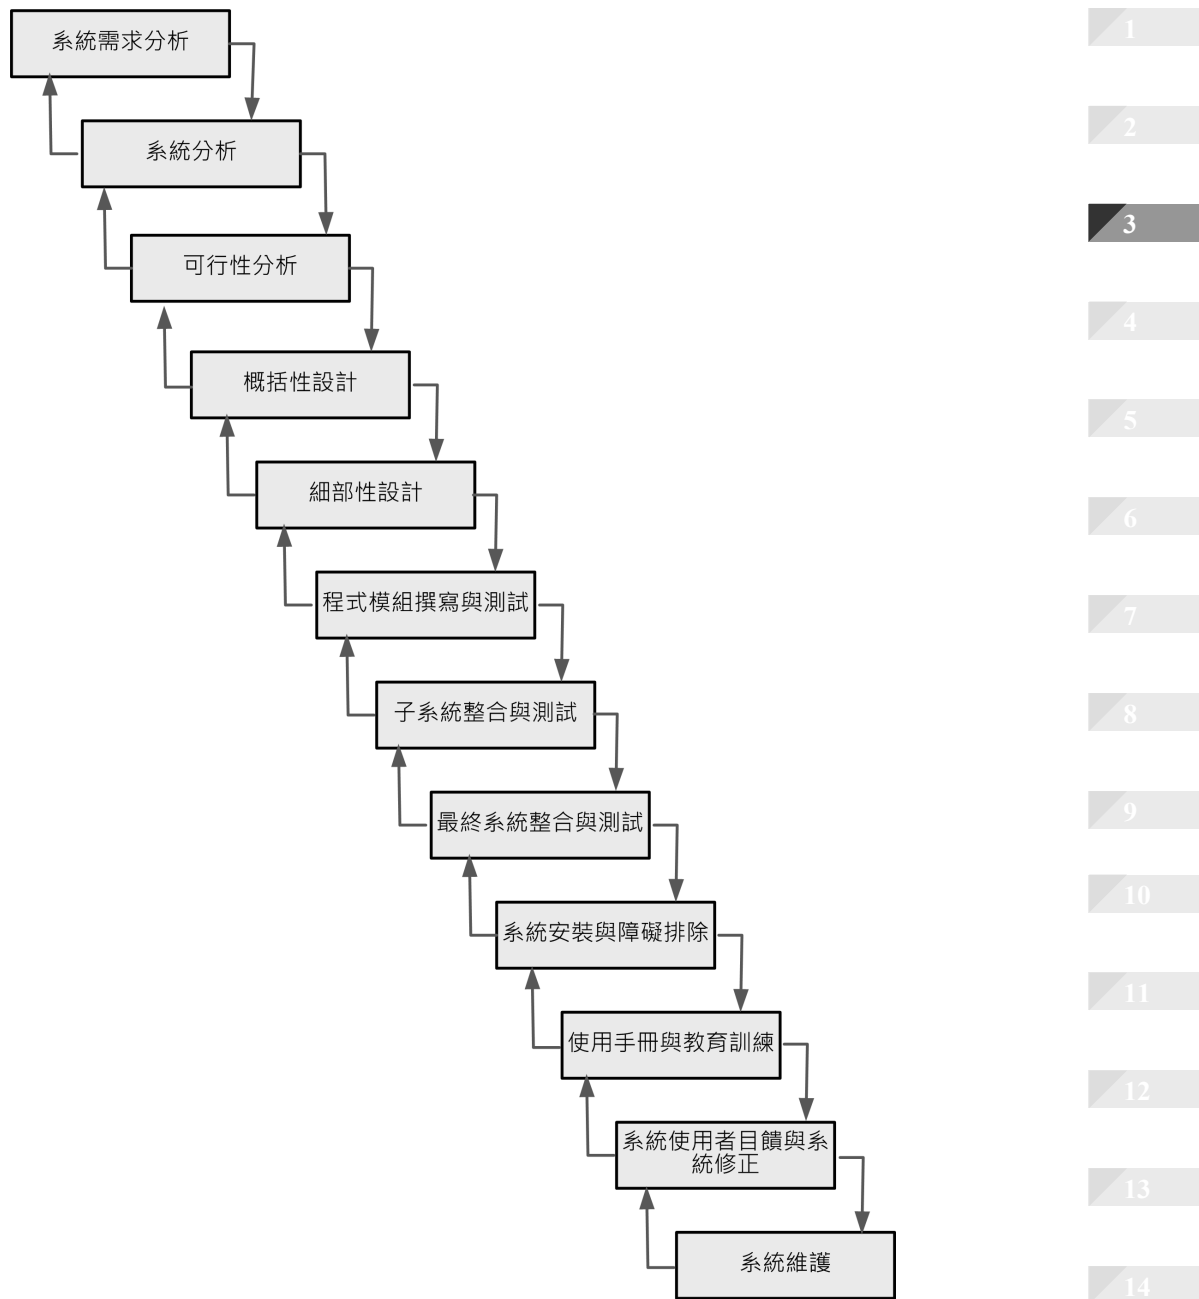 系統需求分析
系統分析
可行性分析
概括性設計
細部性設計
程式模組撰寫與測試
子系統整合與測試
最終系統整合與測試
系統安裝與障礙排除
使用手冊與教育訓練
系統使用者目饋與系
統修正
系統維護
1
2
3
4
5
6
7
8
9
10
11
12
13
14